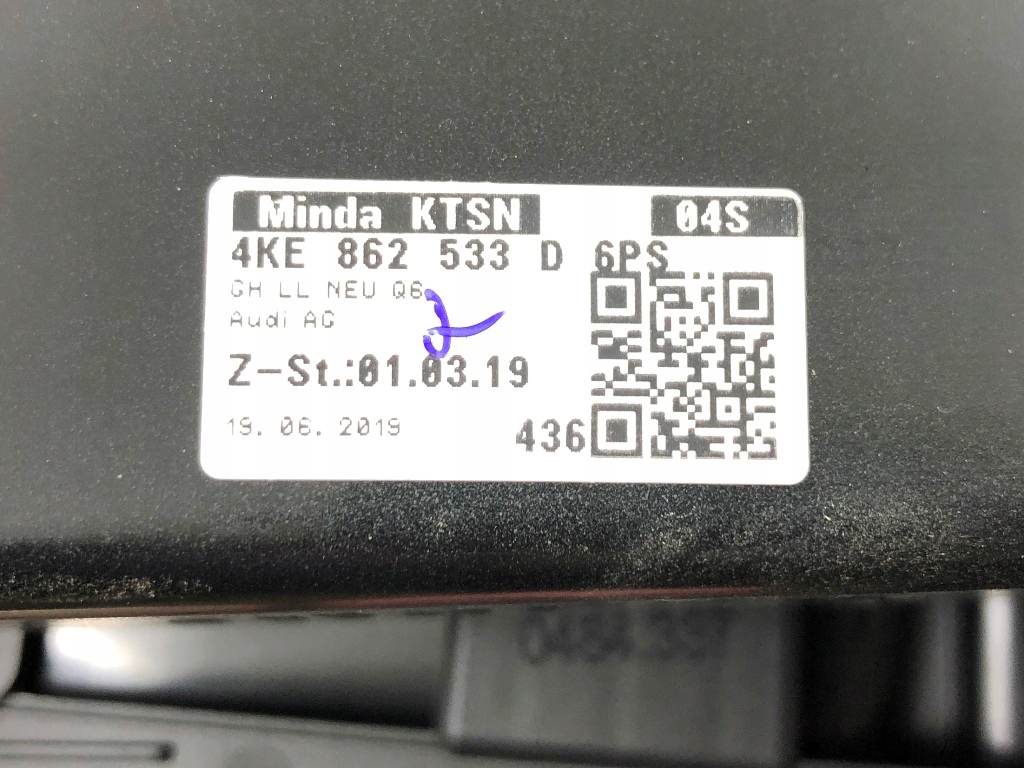 Minda KTSN 04S
4KE 862 533 D 6PS
GH LL NEU Q6
Audi AG
Z-St.:01.03.19
19. 06. 2019 436